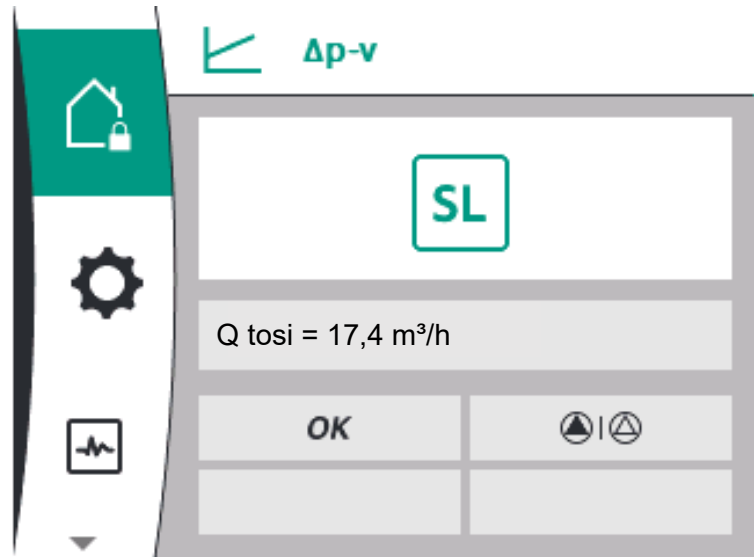 Δp-v
SL
Q tosi = 17,4 m³/h
OK